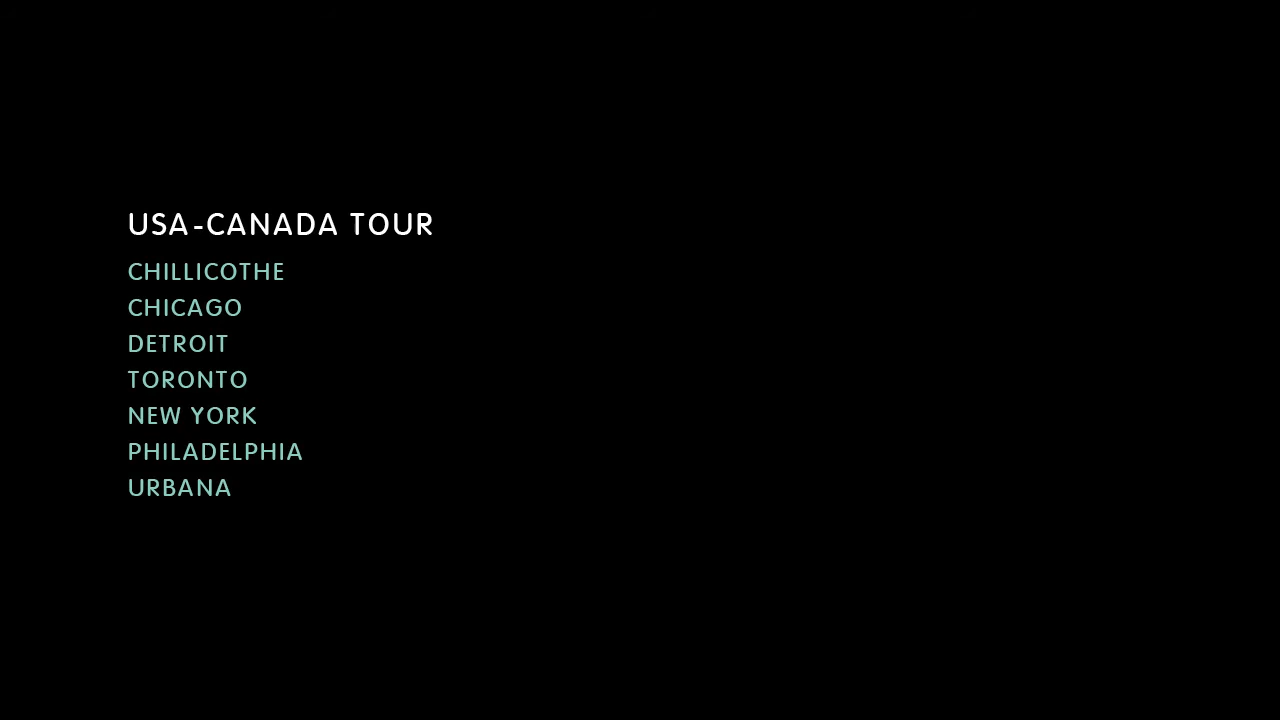 USA-CANADA TOUR
CHILLICOTHE
CHICAGO
DETROIT
TORONTO
NEW YORK
PHILADELPHIA
URBANA